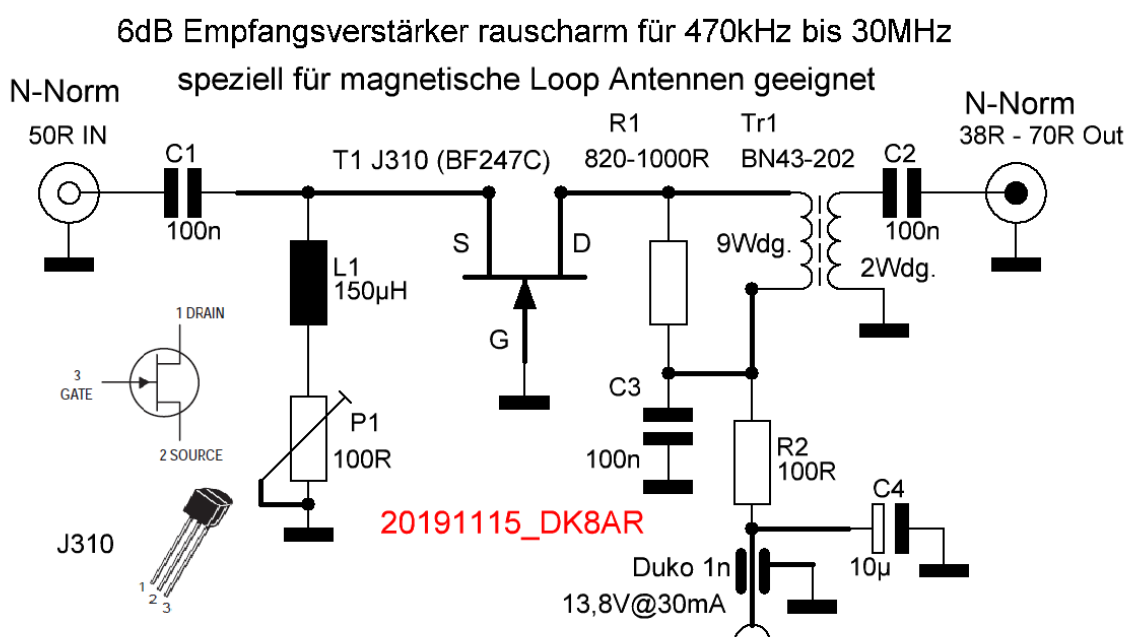 6dB Empfangsverstärker rauscharm für 470kHz bis 30MHz
speziell für magnetische Loop Antennen geeignet
N-Norm
50R IN
C1
100n
T1 J310 (BF247C)
R1
820-1000R
Tr1
BN43-202
C2
100n
N-Norm
38R - 70R Out
S
D
G
9Wdg.
2Wdg.
L1
150µH
1 DRAIN
3
GATE
2 SOURCE
P1
100R
C3
100n
R2
100R
C4
10µ
20191115_DK8AR
J310
1
2
3
Duko 1n
13,8V@30mA